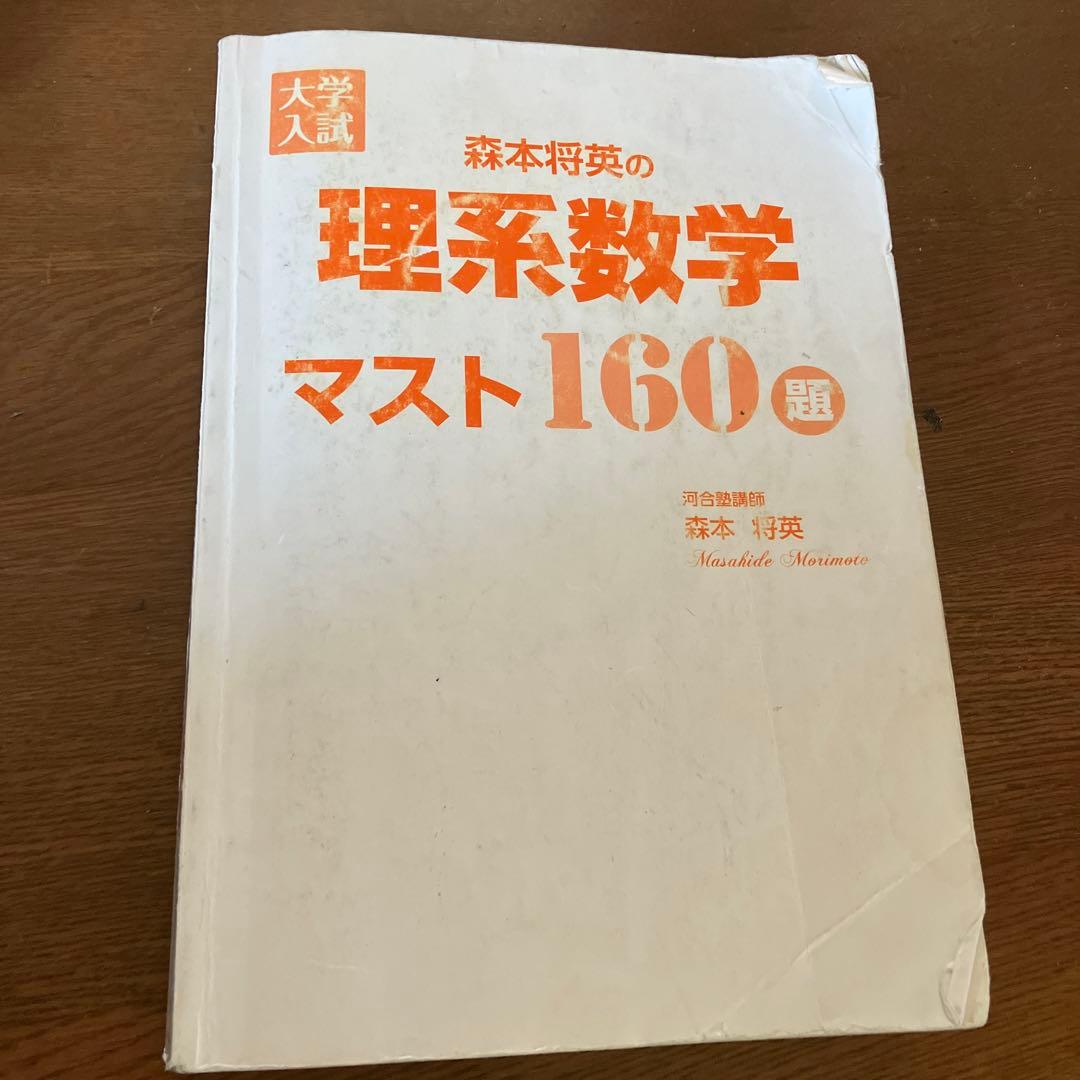 大学
入試
森本将英の
理系数学
マスト160題
河合塾講師
森本 将英
Masahide Morimoto